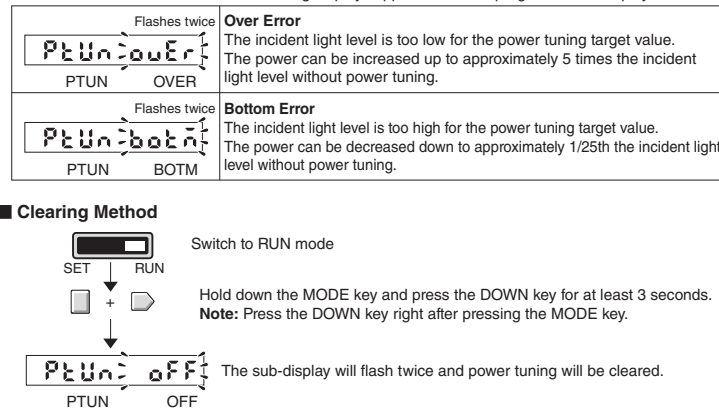 Flashes twice
Over Error
PtUn ouEr
The incident light level is too low for the power tuning target value.
The power can be increased up to approximately 5 times the incident
light level without power tuning.
PTUN OVER
Flashes twice
Bottom Error
PtUn botm
The incident light level is too high for the power tuning target value.
The power can be decreased down to approximately 1/25th the incident light
level without power tuning.
PTUN BOTM
■ Clearing Method
Switch to RUN mode
SET RUN
+
Hold down the MODE key and press the DOWN key for at least 3 seconds.
Note: Press the DOWN key right after pressing the MODE key.
PtUn oFF
The sub-display will flash twice and power tuning will be cleared.
PTUN OFF